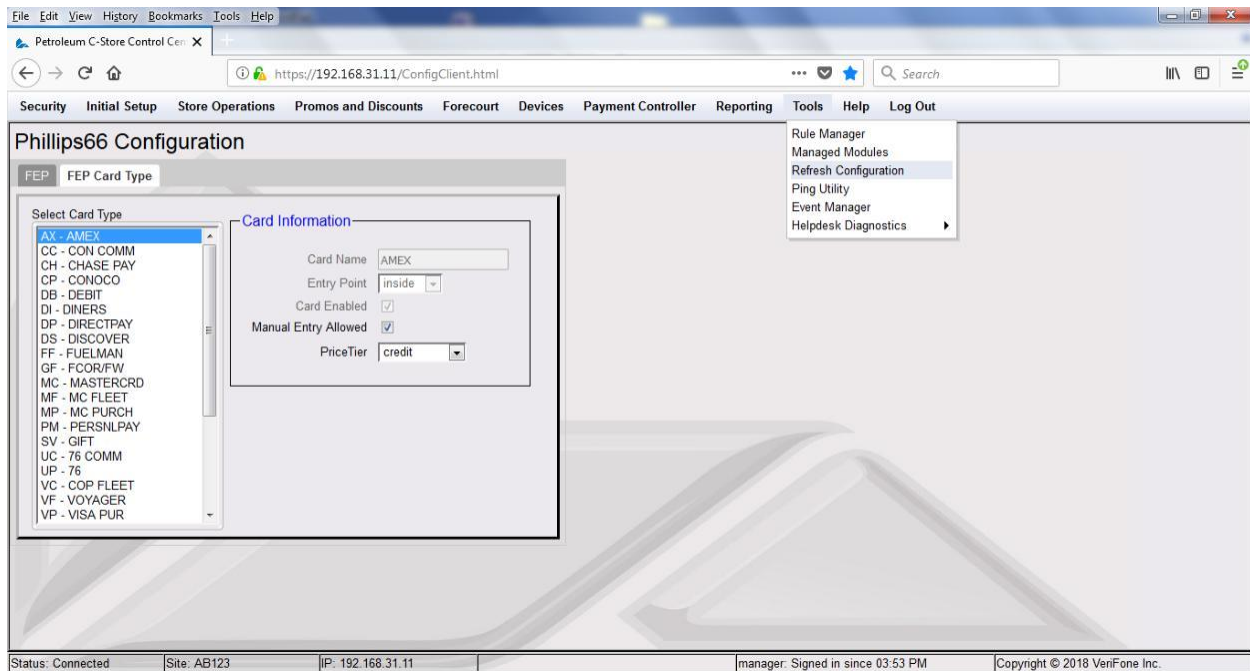 File Edit View History Bookmarks Tools Help
Petroleum C-Store Control Cen
https://192.168.31.11/ConfigClient.html
Search
Security Initial Setup Store Operations Promos and Discounts Forecourt Devices Payment Controller Reporting Tools Help Log Out
Phillips66 Configuration
FEP FEP Card Type
Select Card Type
AX - AMEX
CC - CON COMM
CH - CHASE PAY
CP - CONOCO
DB - DEBIT
DI - DINERS
DP - DIRECTPAY
DS - DISCOVER
FF - FUELMAN
GF - FCOR/FW
MC - MASTERCRD
MF - MC FLEET
MP - MC PURCH
PM - PERSNLPAY
SV - GIFT
UC - 76 COMM
UP - 76
VC - COP FLEET
VF - VOYAGER
VP - VISA PUR
Card Information
Card Name AMEX
Entry Point inside
Card Enabled
Manual Entry Allowed
PriceTier credit
Rule Manager
Managed Modules
Refresh Configuration
Ping Utility
Event Manager
Helpdesk Diagnostics
Status: Connected Site: AB123 IP: 192.168.31.11 manager: Signed in since 03:53 PM Copyright © 2018 VeriFone Inc.